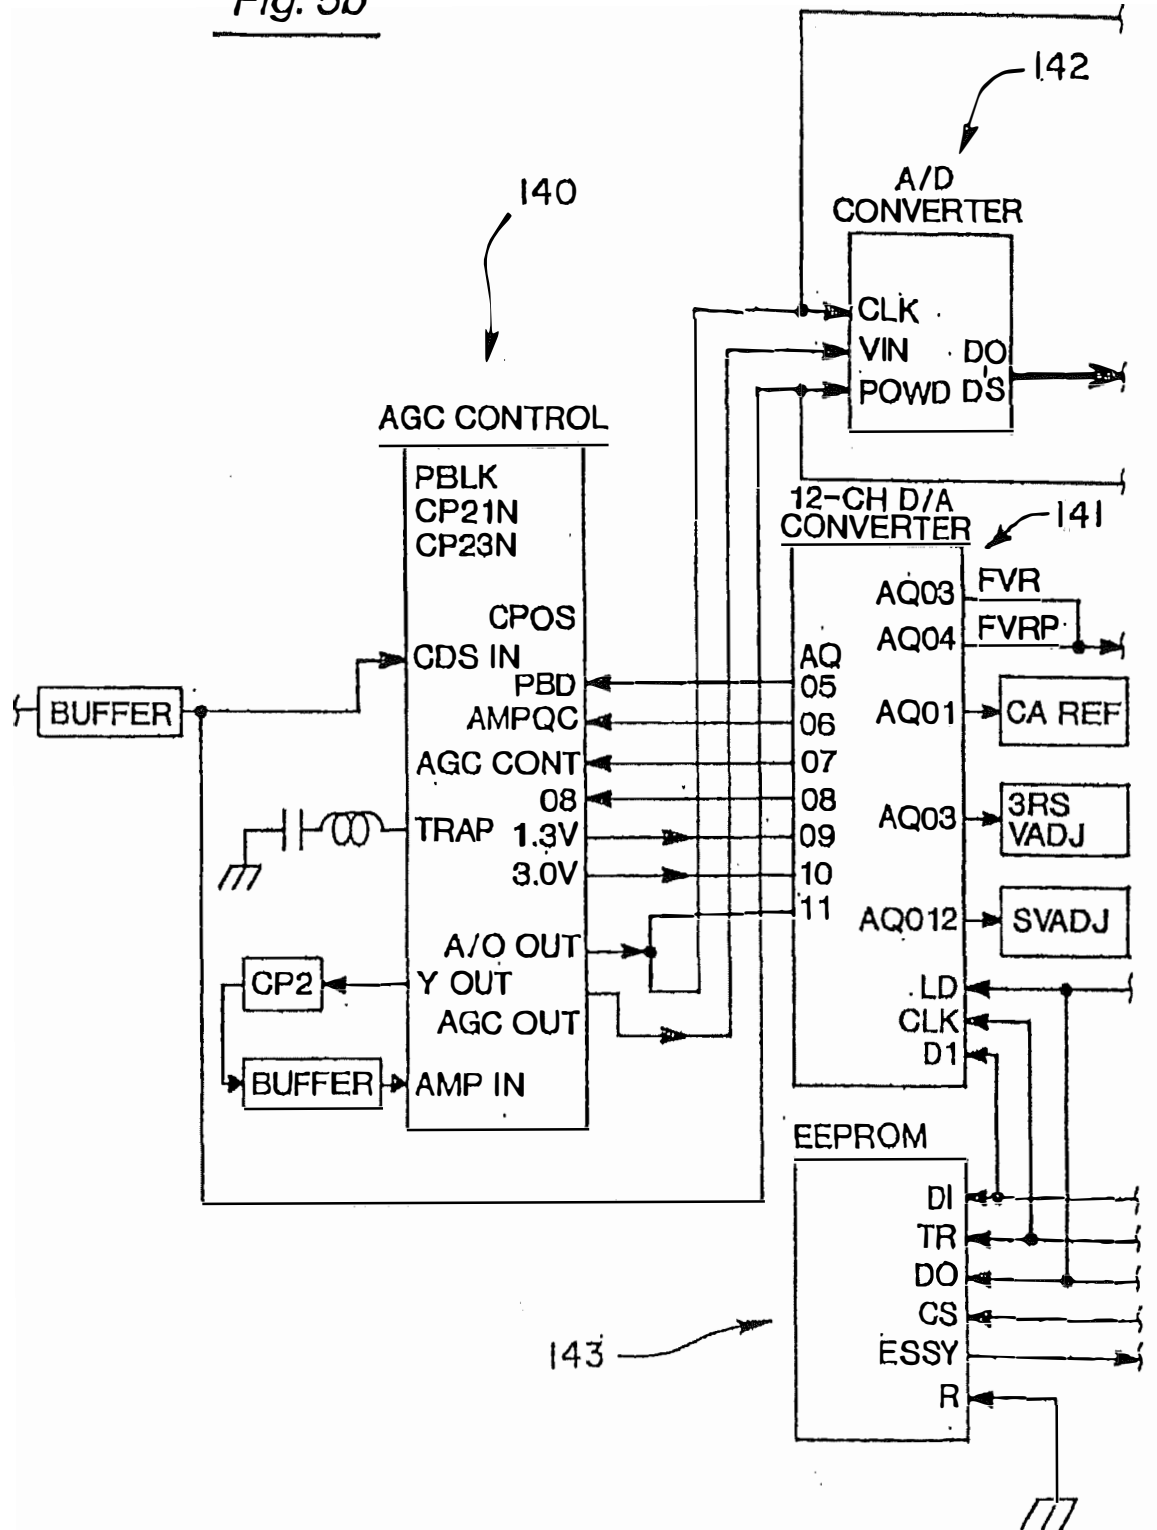 Fig. 5b
142
A/D
CONVERTER
CLK
VIN
DO
POWD DS
140
AGC CONTROL
PBLK
CP21N
CP23N
CPOS
CDS IN
PBD
AMPQC
AGC CONT
08
TRAP 1.3V
3.0V
A/O OUT
Y OUT
AGC OUT
AMP IN
BUFFER
CP2
BUFFER
12-CH D/A
CONVERTER
141
AQ03 FVR
AQ04 FVRP
AQ
05
06
07
08
09
10
11
AQ01 CA REF
AQ03 3RS
VADJ
AQ012 SVADJ
LD
CLK
D1
EEPROM
DI
TR
DO
CS
ESSY
R
143